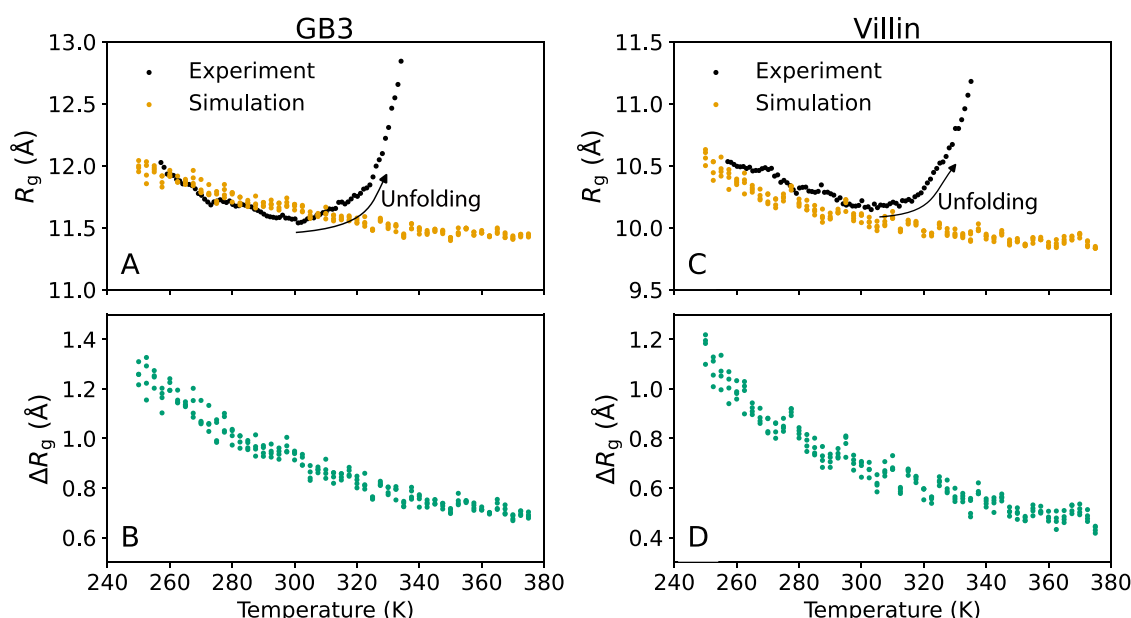 GB3
Villin
13.0
12.5
12.0
11.5
11.0
Rg (Å)
Experiment
Simulation
Unfolding
A
11.5
11.0
10.5
10.0
9.5
Rg (Å)
Experiment
Simulation
Unfolding
C
1.4
1.2
1.0
0.8
0.6
ΔRg (Å)
B
240 260 280 300 320 340 360 380
Temperature (K)
1.2
1.0
0.8
0.6
0.4
ΔRg (Å)
D
240 260 280 300 320 340 360 380
Temperature (K)